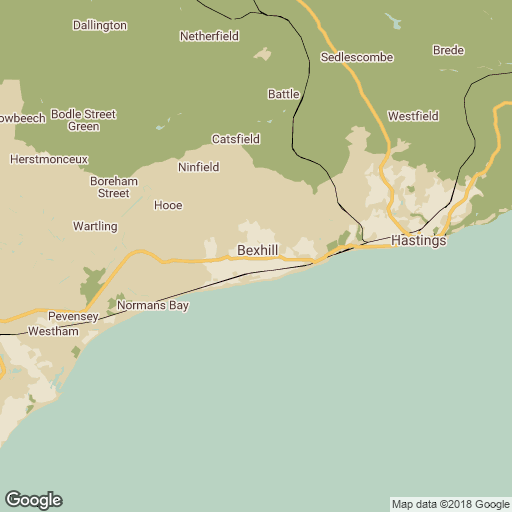 Dallington
Netherfield
Brede
Sedlescombe
Battle
Westfield
owbeech
Bodle Street
Green
Catsfield
Herstmonceux
Ninfield
Boreham
Street
Hooe
Wartling
Bexhill
Hastings
Normans Bay
Pevensey
Westham
Google
Map data ©2018 Google